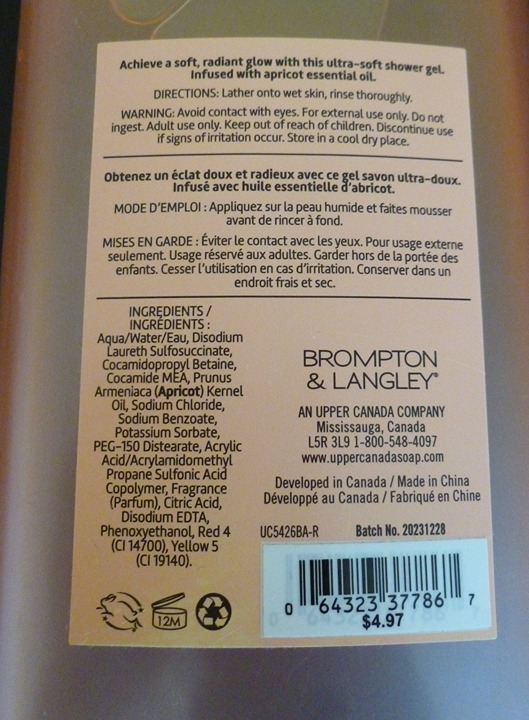 Achieve a soft, radiant glow with this ultra-soft shower gel.
Infused with apricot essential oil.
DIRECTIONS: Lather onto wet skin, rinse thoroughly.
WARNING: Avoid contact with eyes. For external use only. Do not
ingest. Adult use only. Keep out of reach of children. Discontinue use
if signs of irritation occur. Store in a cool dry place.
Obtenez un éclat doux et radieux avec ce gel savon ultra-doux.
Infusé avec huile essentielle d'abricot.
MODE D'EMPLOI : Appliquez sur la peau humide et faites mousser
avant de rincer à fond.
MISES EN GARDE : Éviter le contact avec les yeux. Pour usage externe
seulement. Usage réservé aux adultes. Garder hors de la portée des
enfants. Cesser l'utilisation en cas d'irritation. Conserver dans un
endroit frais et sec.
INGREDIENTS /
INGRÉDIENTS :
Aqua/Water/Eau, Disodium
Laureth Sulfosuccinate,
Cocamidopropyl Betaine,
Cocamide MEA, Prunus
Armeniaca (Apricot) Kernel
Oil, Sodium Chloride,
Sodium Benzoate,
Potassium Sorbate,
PEG-150 Distearate, Acrylic
Acid/Acrylamidomethyl
Propane Sulfonic Acid
Copolymer, Fragrance
(Parfum), Citric Acid,
Disodium EDTA,
Phenoxyethanol, Red 4
(CI 14700), Yellow 5
(CI 19140).
12M
BROMPTON
& LANGLEY®
AN UPPER CANADA COMPANY
Mississauga, Canada
L5R 3L9 1-800-548-4097
www.uppercanadasoap.com
Developed in Canada / Made in China
Développé au Canada / Fabriqué en Chine
UC5426BA-R Batch No. 20231228
0 64323 37786 7
$4.97